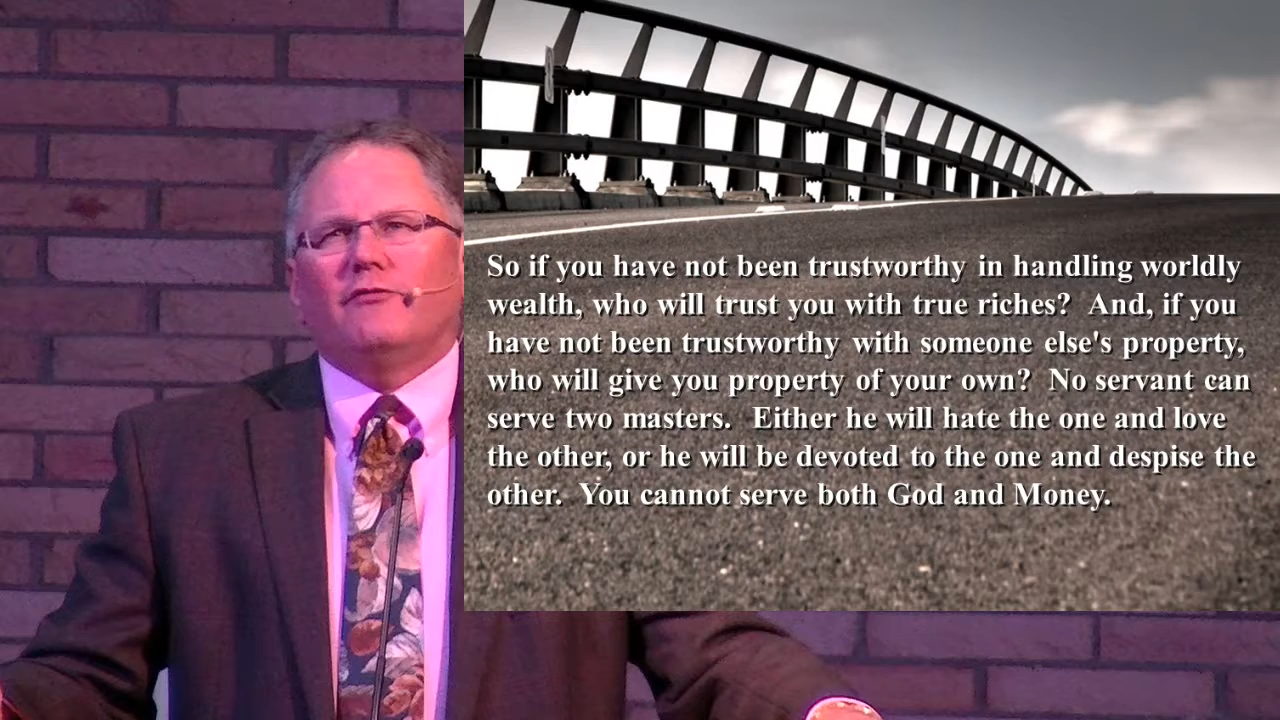 So if you have not been trustworthy in handling worldly
wealth, who will trust you with true riches?  And, if you
have not been trustworthy with someone else's property,
who will give you property of your own?  No servant can
serve two masters.  Either he will hate the one and love
the other, or he will be devoted to the one and despise the
other.  You cannot serve both God and Money.